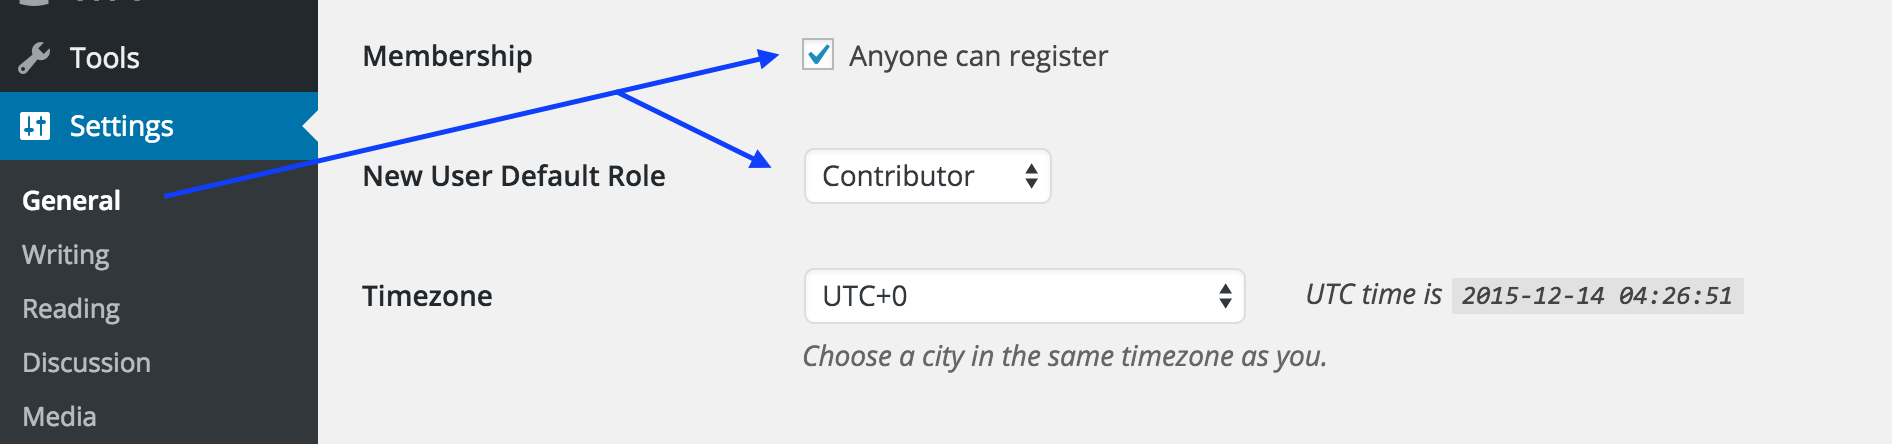 Tools
Settings
General
Writing
Reading
Discussion
Media
Membership
Anyone can register
New User Default Role
Contributor
Timezone
UTC+0
UTC time is 2015-12-14 04:26:51
Choose a city in the same timezone as you.